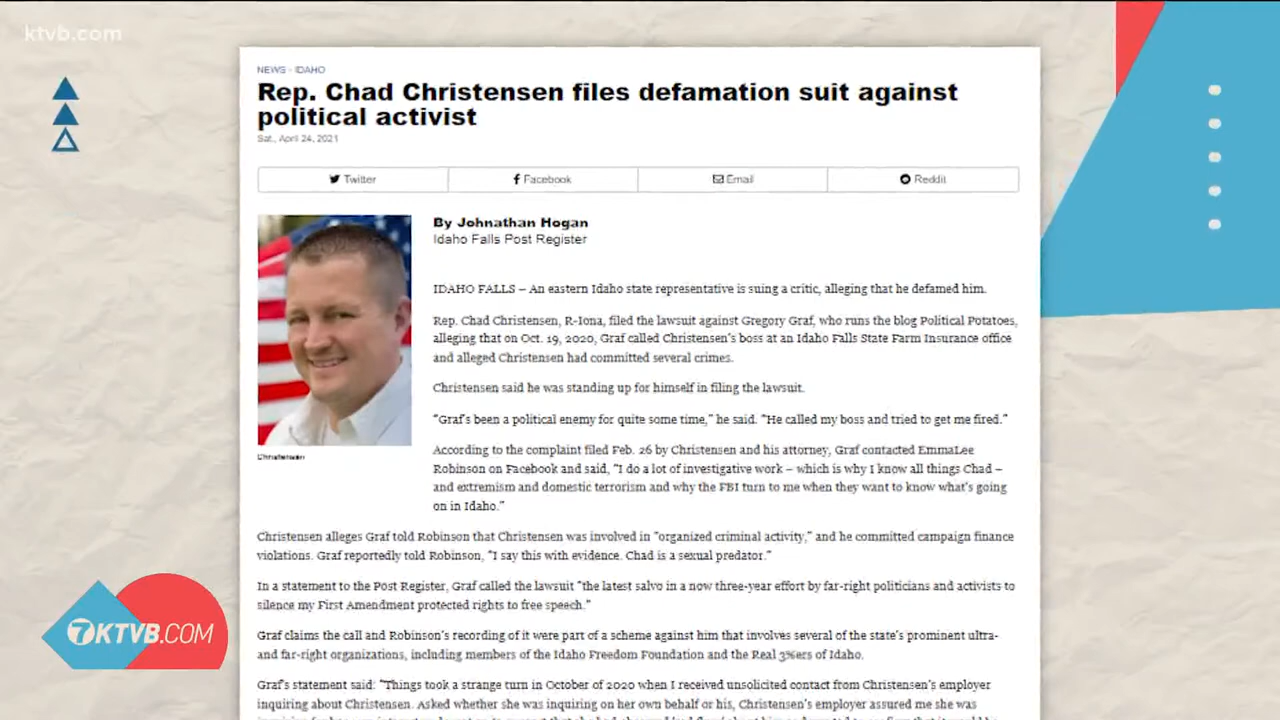 ktvb.com
NEWS - IDAHO
Rep. Chad Christensen files defamation suit against
political activist
Sat., April 24, 2021
Twitter
Facebook
Email
Reddit
By Johnathan Hogan
Idaho Falls Post Register
Christensen
IDAHO FALLS – An eastern Idaho state representative is suing a critic, alleging that he defamed him.
Rep. Chad Christensen, R-Iona, filed the lawsuit against Gregory Graf, who runs the blog Political Potatoes,
alleging that on Oct. 19, 2020, Graf called Christensen's boss at an Idaho Falls State Farm Insurance office
and alleged Christensen had committed several crimes.
Christensen said he was standing up for himself in filing the lawsuit.
“Graf's been a political enemy for quite some time,” he said. “He called my boss and tried to get me fired.”
According to the complaint filed Feb. 26 by Christensen and his attorney, Graf contacted EmmaLee
Robinson on Facebook and said, “I do a lot of investigative work – which is why I know all things Chad –
and extremism and domestic terrorism and why the FBI turn to me when they want to know what's going
on in Idaho.”
Christensen alleges Graf told Robinson that Christensen was involved in “organized criminal activity,” and he committed campaign finance
violations. Graf reportedly told Robinson, “I say this with evidence. Chad is a sexual predator.”
In a statement to the Post Register, Graf called the lawsuit “the latest salvo in a now three-year effort by far-right politicians and activists to
silence my First Amendment protected rights to free speech.”
Graf claims the call and Robinson's recording of it were part of a scheme against him that involves several of the state's prominent ultra-
and far-right organizations, including members of the Idaho Freedom Foundation and the Real 3%ers of Idaho.
Graf's statement said: “Things took a strange turn in October of 2020 when I received unsolicited contact from Christensen's employer
inquiring about Christensen. Asked whether she was inquiring on her own behalf or his, Christensen's employer assured me she was
7KTVB.COM